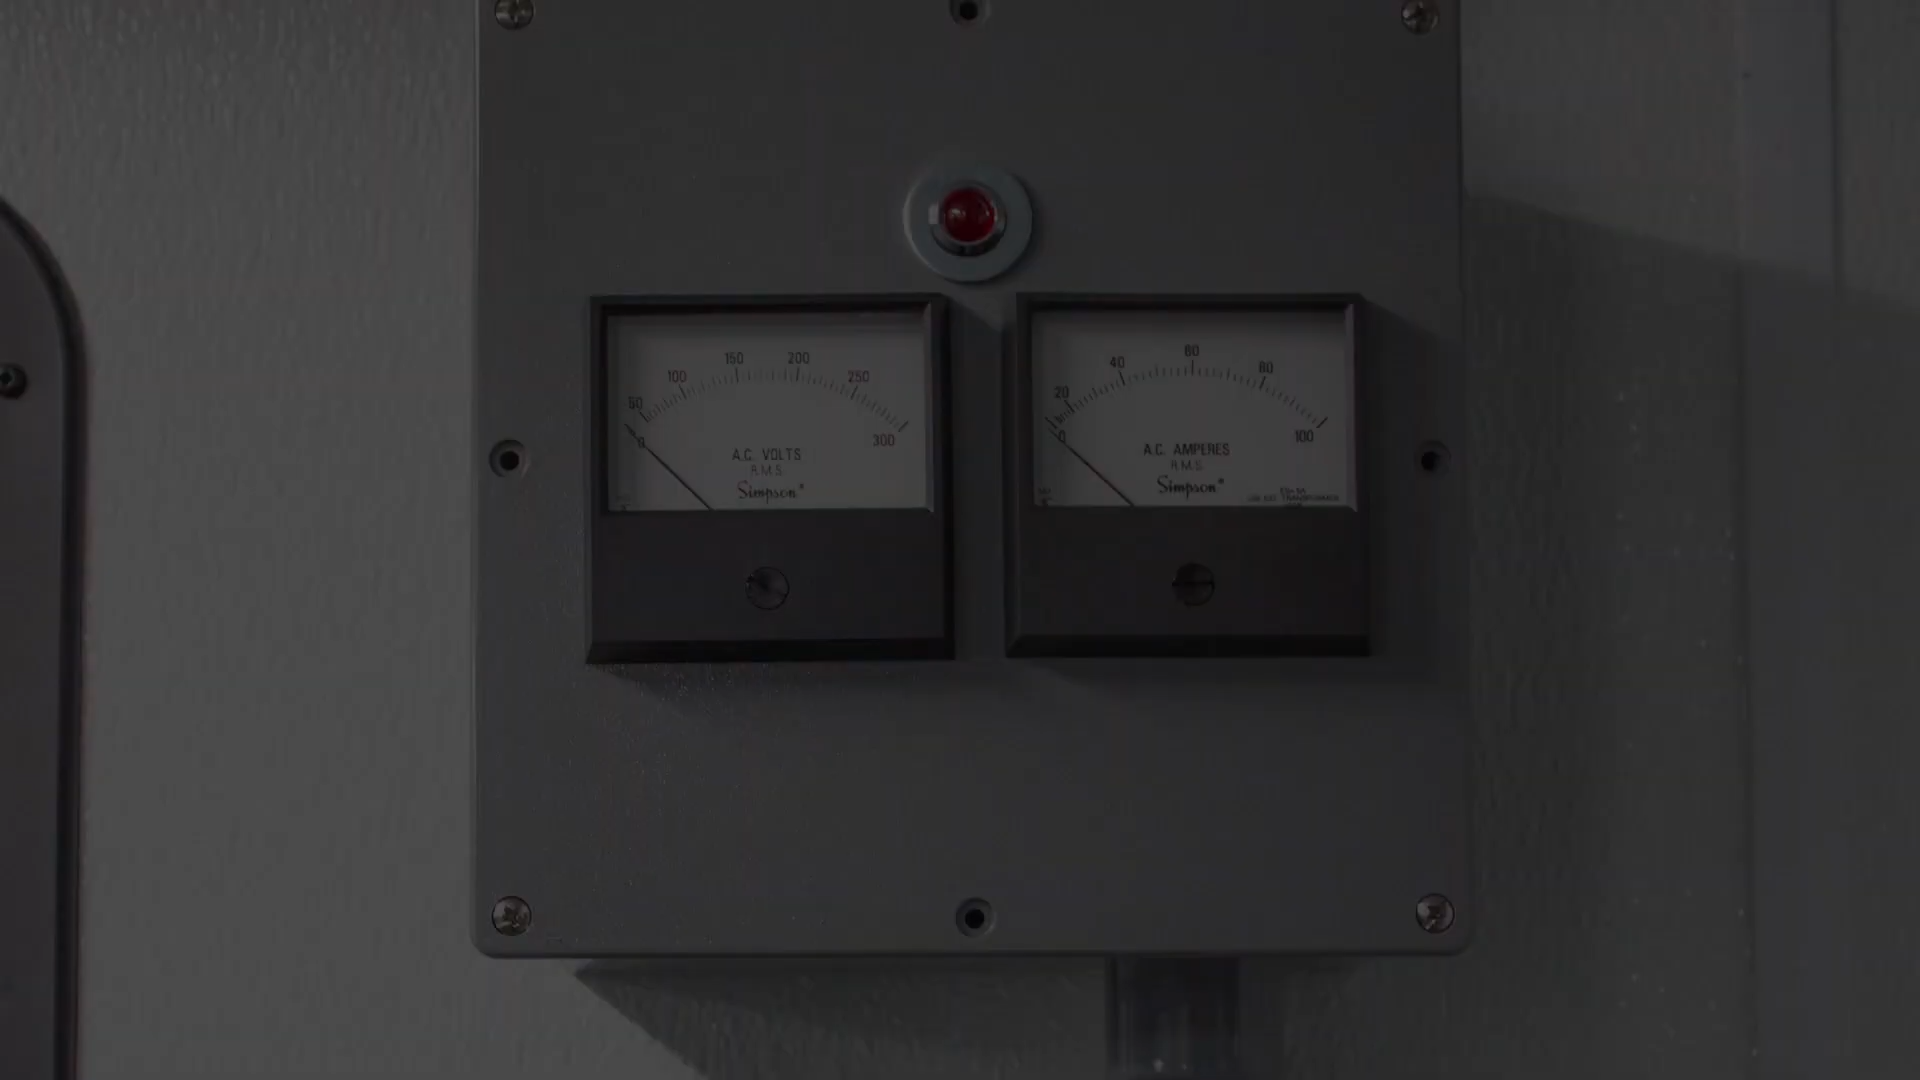 50 100 150 200 250
0 300
A.C. VOLTS
R.M.S.
Simpson®
20 40 60 80
0 100
A.C. AMPERES
R.M.S.
Simpson®